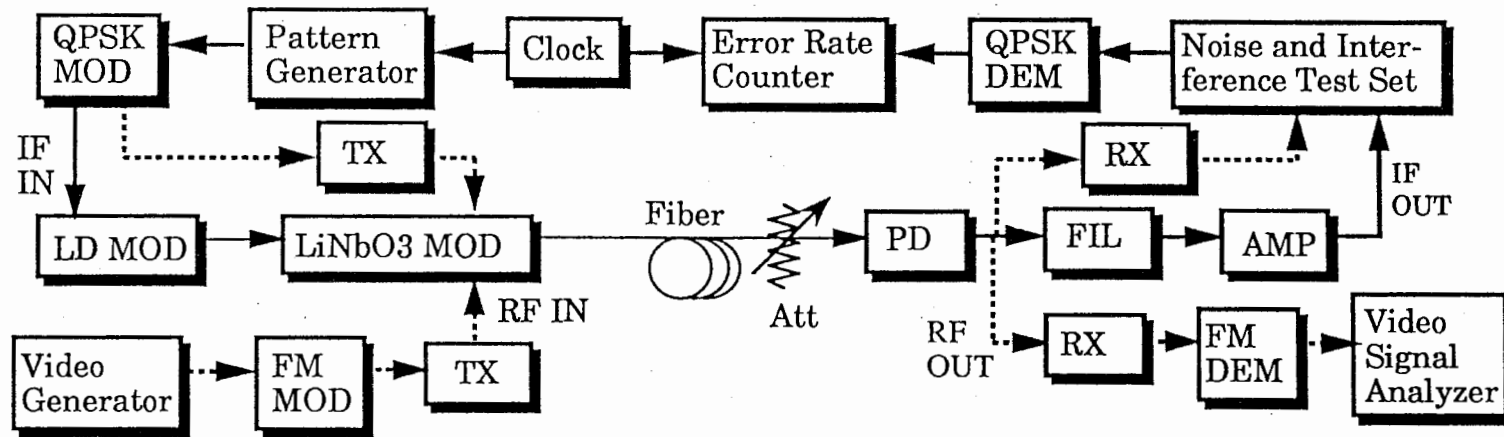 QPSK
MOD
Pattern
Generator
Clock
Error Rate
Counter
QPSK
DEM
Noise and Inter-
ference Test Set
IF
IN
TX
RX
IF
OUT
LD MOD
LiNbO3 MOD
Fiber
Att
PD
FIL
AMP
RF IN
RF
OUT
Video
Generator
FM
MOD
TX
RX
FM
DEM
Video
Signal
Analyzer